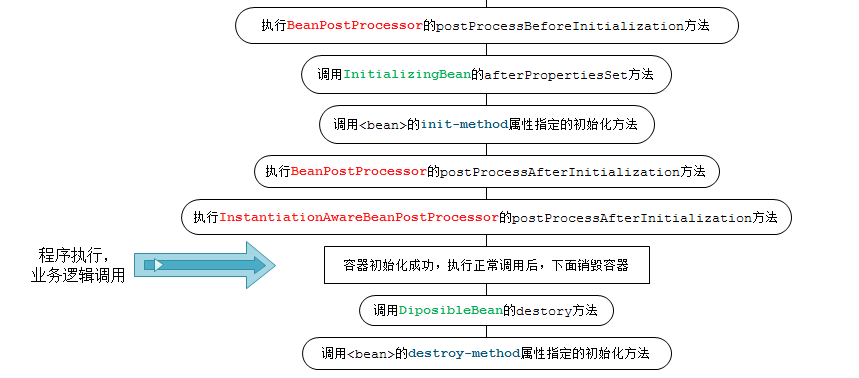 执行BeanPostProcessor的postProcessBeforeInitialization方法
调用InitializingBean的afterPropertiesSet方法
调用<bean>的init-method属性指定的初始化方法
执行BeanPostProcessor的postProcessAfterInitialization方法
执行InstantiationAwareBeanPostProcessor的postProcessAfterInitialization方法
程序执行，
业务逻辑调用
容器初始化成功，执行正常调用后，下面销毁容器
调用DiposibleBean的destory方法
调用<bean>的destroy-method属性指定的初始化方法